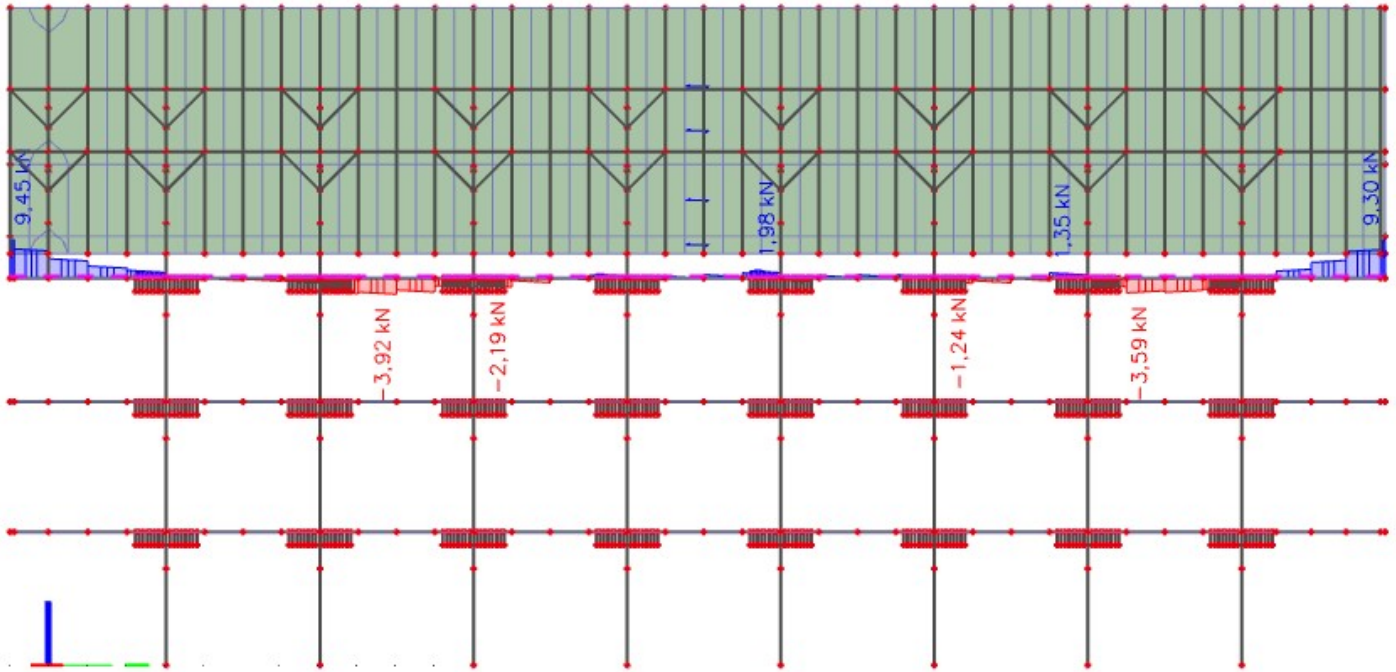 9,45 kN
1,98 kN
1,35 kN
9,30 kN
-3,92 kN
-2,19 kN
-1,24 kN
-3,59 kN